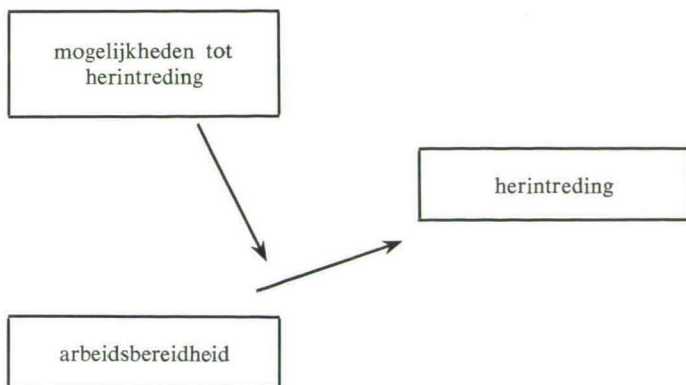 mogelijkheden tot
herintreding
herintreding
arbeidsbereidheid